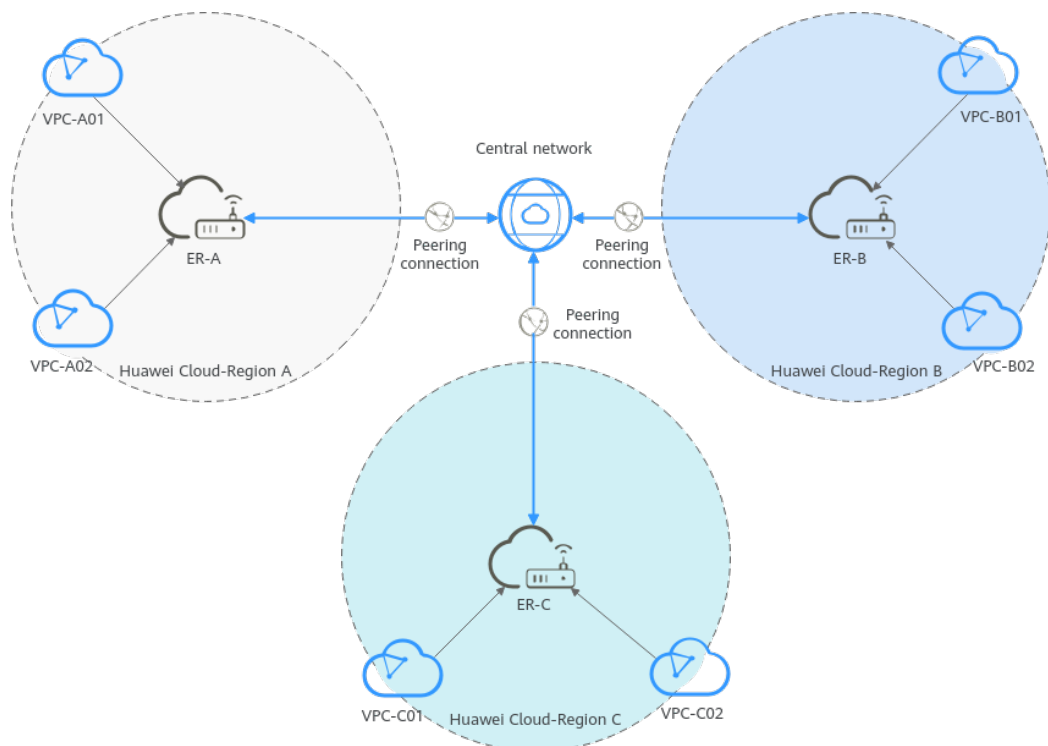 VPC-A01
VPC-B01
Central network
Peering
connection
Peering
connection
ER-A
ER-B
Peering
connection
VPC-A02
VPC-B02
Huawei Cloud-Region A
Huawei Cloud-Region B
ER-C
VPC-C01
VPC-C02
Huawei Cloud-Region C